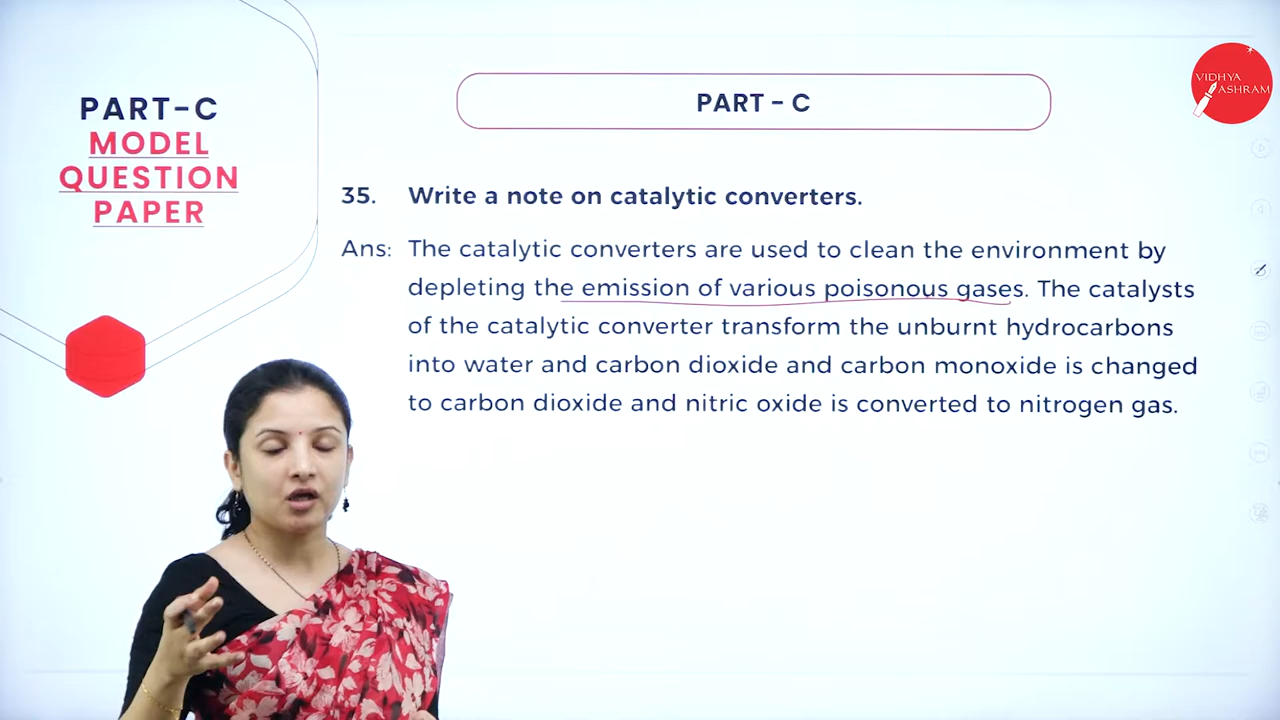 PART-C
MODEL
QUESTION
PAPER
PART - C
VIDHYA
ASHRAM
35. Write a note on catalytic converters.
Ans: The catalytic converters are used to clean the environment by
depleting the emission of various poisonous gases. The catalysts
of the catalytic converter transform the unburnt hydrocarbons
into water and carbon dioxide and carbon monoxide is changed
to carbon dioxide and nitric oxide is converted to nitrogen gas.